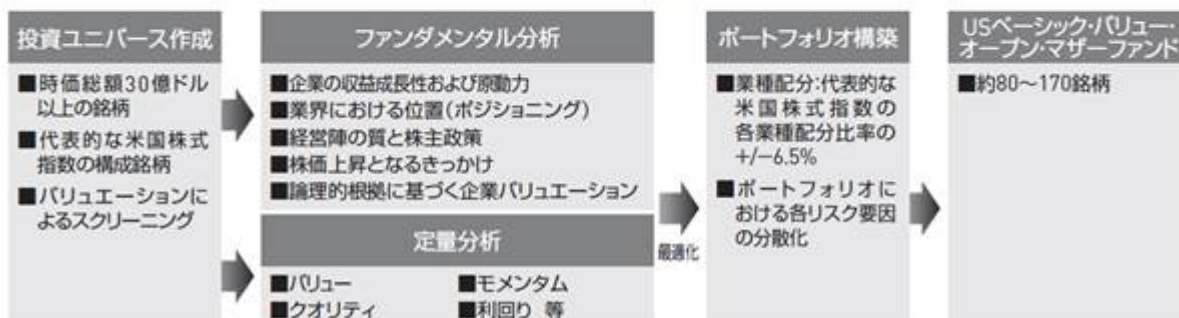 投資ユニバース作成
■時価総額30億ドル
以上の銘柄
■代表的な米国株式
指数の構成銘柄
■バリュエーションに
よるスクリーニング
ファンダメンタル分析
■企業の収益成長性および原動力
■業界における位置(ポジショニング)
■経営陣の質と株主政策
■株価上昇となるきっかけ
■論理的根拠に基づく企業バリュエーション
定量分析
■バリュー ■モメンタム
■クオリティ ■利回り 等
最適化
ポートフォリオ構築
■業種配分:代表的な
米国株式指数の
各業種配分比率の
+/−6.5%
■ポートフォリオに
おける各リスク要因
の分散化
USベーシック・バリュー・
オープン・マザーファンド
■約80〜170銘柄